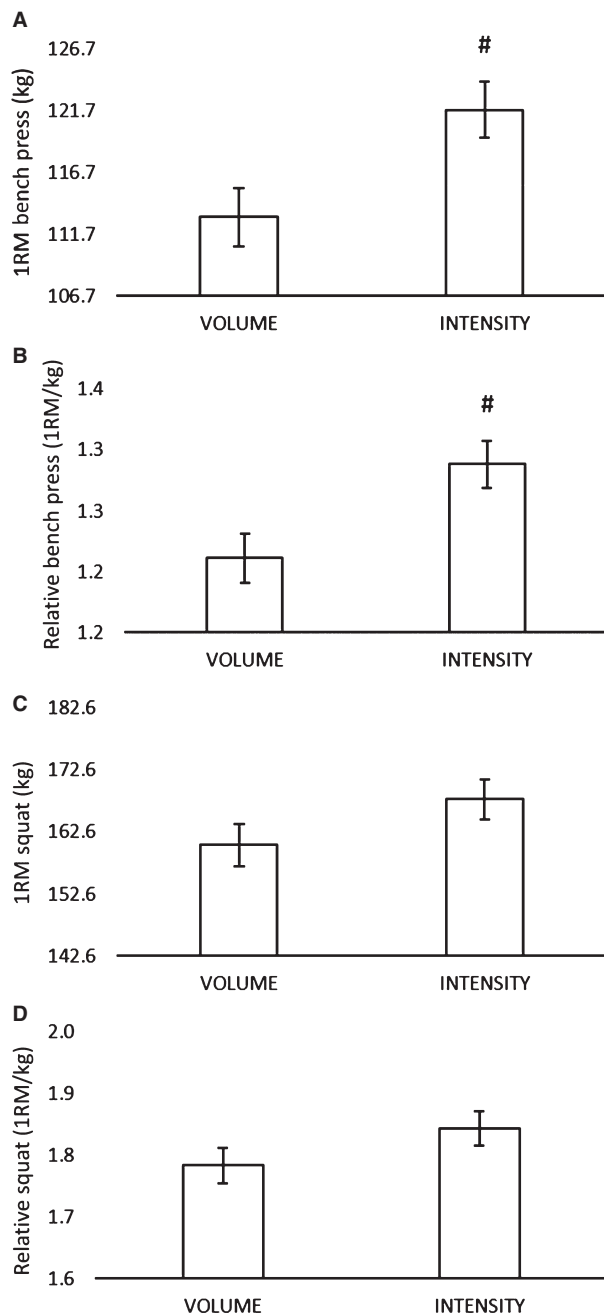 A
1RM bench press (kg)
126.7
121.7
116.7
111.7
106.7
#
VOLUME INTENSITY
B
Relative bench press (1RM/kg)
1.4
1.3
1.3
1.2
1.2
#
VOLUME INTENSITY
C
1RM squat (kg)
182.6
172.6
162.6
152.6
142.6
VOLUME INTENSITY
D
Relative squat (1RM/kg)
2.0
1.9
1.8
1.7
1.6
VOLUME INTENSITY